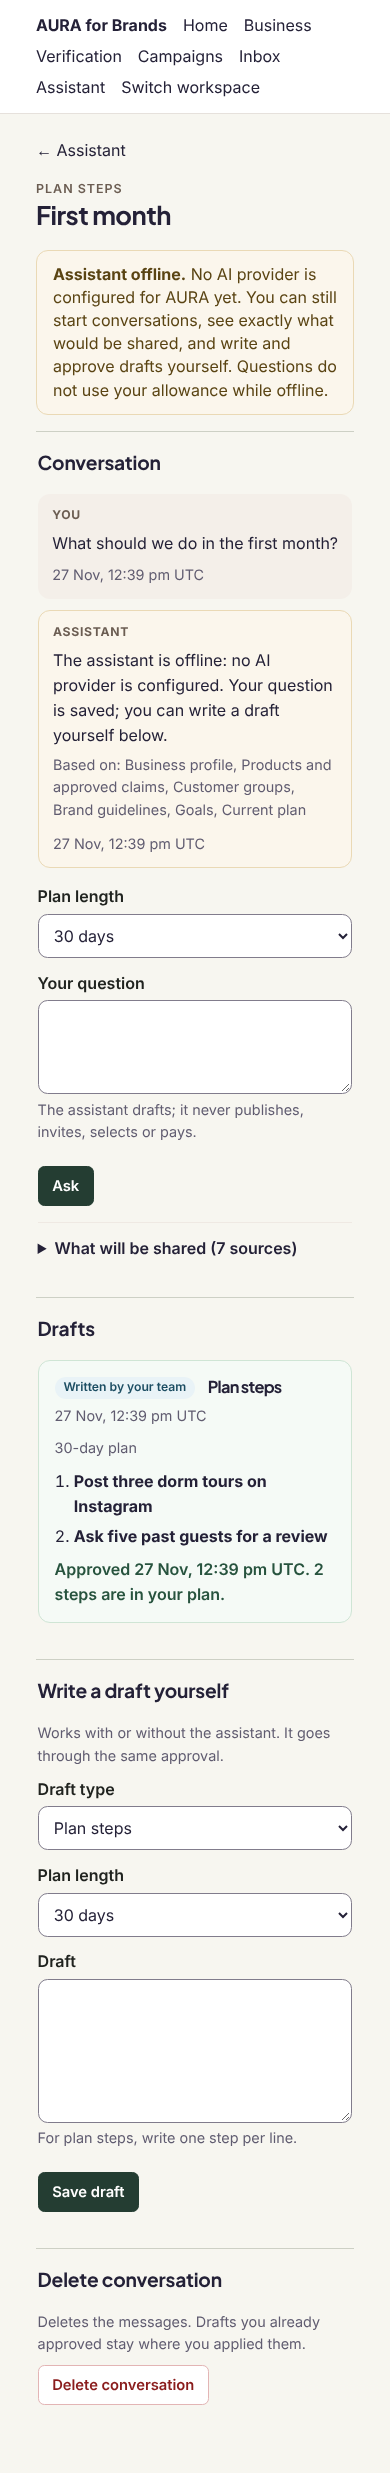 AURA for Brands Home Business
Verification Campaigns Inbox
Assistant Switch workspace
← Assistant
PLAN STEPS
First month
Assistant offline. No AI provider is
configured for AURA yet. You can still
start conversations, see exactly what
would be shared, and write and
approve drafts yourself. Questions do
not use your allowance while offline.
Conversation
YOU
What should we do in the first month?
27 Nov, 12:39 pm UTC
ASSISTANT
The assistant is offline: no AI
provider is configured. Your question
is saved; you can write a draft
yourself below.
Based on: Business profile, Products and
approved claims, Customer groups,
Brand guidelines, Goals, Current plan
27 Nov, 12:39 pm UTC
Plan length
30 days
Your question
The assistant drafts; it never publishes,
invites, selects or pays.
Ask
▶ What will be shared (7 sources)
Drafts
Written by your team Plan steps
27 Nov, 12:39 pm UTC
30-day plan
1. Post three dorm tours on
Instagram
2. Ask five past guests for a review
Approved 27 Nov, 12:39 pm UTC. 2
steps are in your plan.
Write a draft yourself
Works with or without the assistant. It goes
through the same approval.
Draft type
Plan steps
Plan length
30 days
Draft
For plan steps, write one step per line.
Save draft
Delete conversation
Deletes the messages. Drafts you already
approved stay where you applied them.
Delete conversation